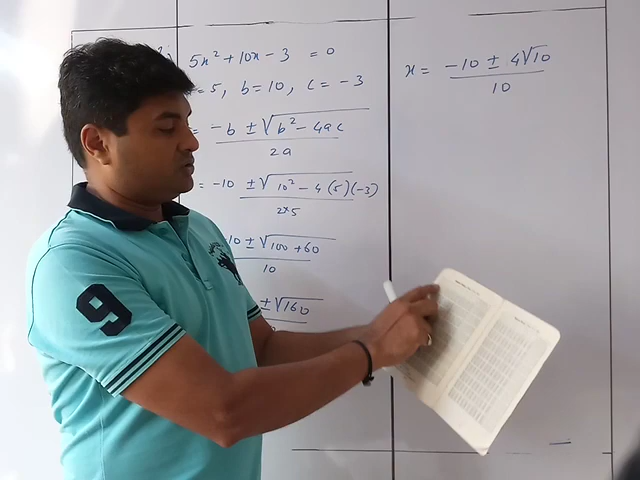 5x² + 10x - 3 = 0
= 5, b = 10, c = -3
= -b ± √b² - 4ac
2a
= -10 ± √10² - 4(5)(-3)
2×5
10 ± √100 + 60
10
± √160
x = -10 ± 4√10
10
9